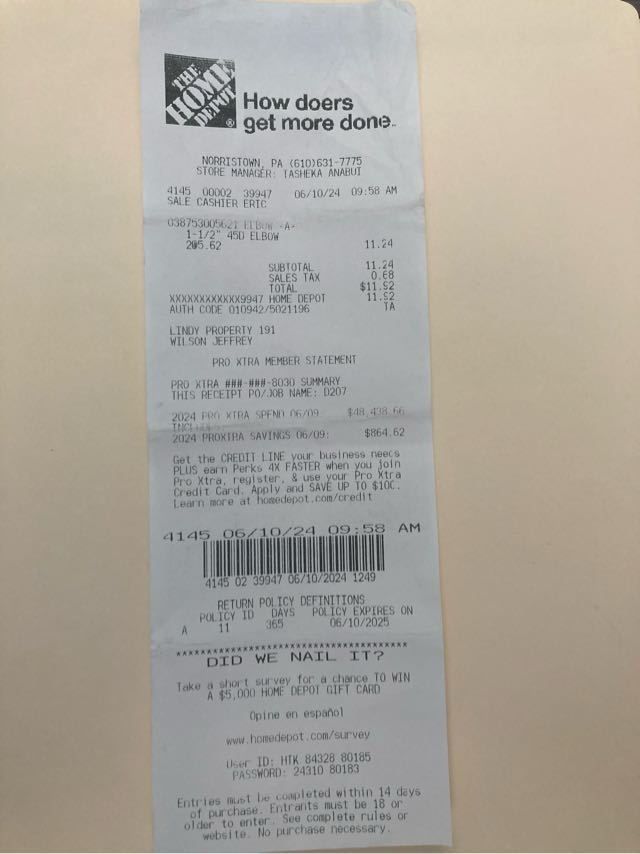 THE
HOME
DEPOT
®
How doers
get more done™
NORRISTOWN, PA (610)631-7775
STORE MANAGER: TASHEKA ANABUI
4145 00002 39947 06/10/24 09:58 AM
SALE CASHIER ERIC
038753005621 ELBOW <A>
1-1/2" 45D ELBOW
2@5.62 11.24
SUBTOTAL 11.24
SALES TAX 0.68
TOTAL $11.92
XXXXXXXXXXXX9947 HOME DEPOT 11.92
AUTH CODE 010942/5021196 TA
LINDY PROPERTY 191
WILSON JEFFREY
PRO XTRA MEMBER STATEMENT
PRO XTRA ###-###-8030 SUMMARY
THIS RECEIPT PO/JOB NAME: D207
2024 PRO XTRA SPEND 06/09: $48,438.66
2024 PROXTRA SAVINGS 06/09: $864.62
Get the CREDIT LINE your business needs
PLUS earn Perks 4X FASTER when you join
Pro Xtra, register, & use your Pro Xtra
Credit Card. Apply and SAVE UP TO $100.
Learn more at homedepot.com/credit
4145 06/10/24 09:58 AM
4145 02 39947 06/10/2024 1249
RETURN POLICY DEFINITIONS
POLICY ID DAYS POLICY EXPIRES ON
A 11 365 06/10/2025
****************************************
DID WE NAIL IT?
Take a short survey for a chance TO WIN
A $5,000 HOME DEPOT GIFT CARD
Opine en español
www.homedepot.com/survey
User ID: HTK 84328 80185
PASSWORD: 24310 80183
Entries must be completed within 14 days
of purchase. Entrants must be 18 or
older to enter. See complete rules on
website. No purchase necessary.